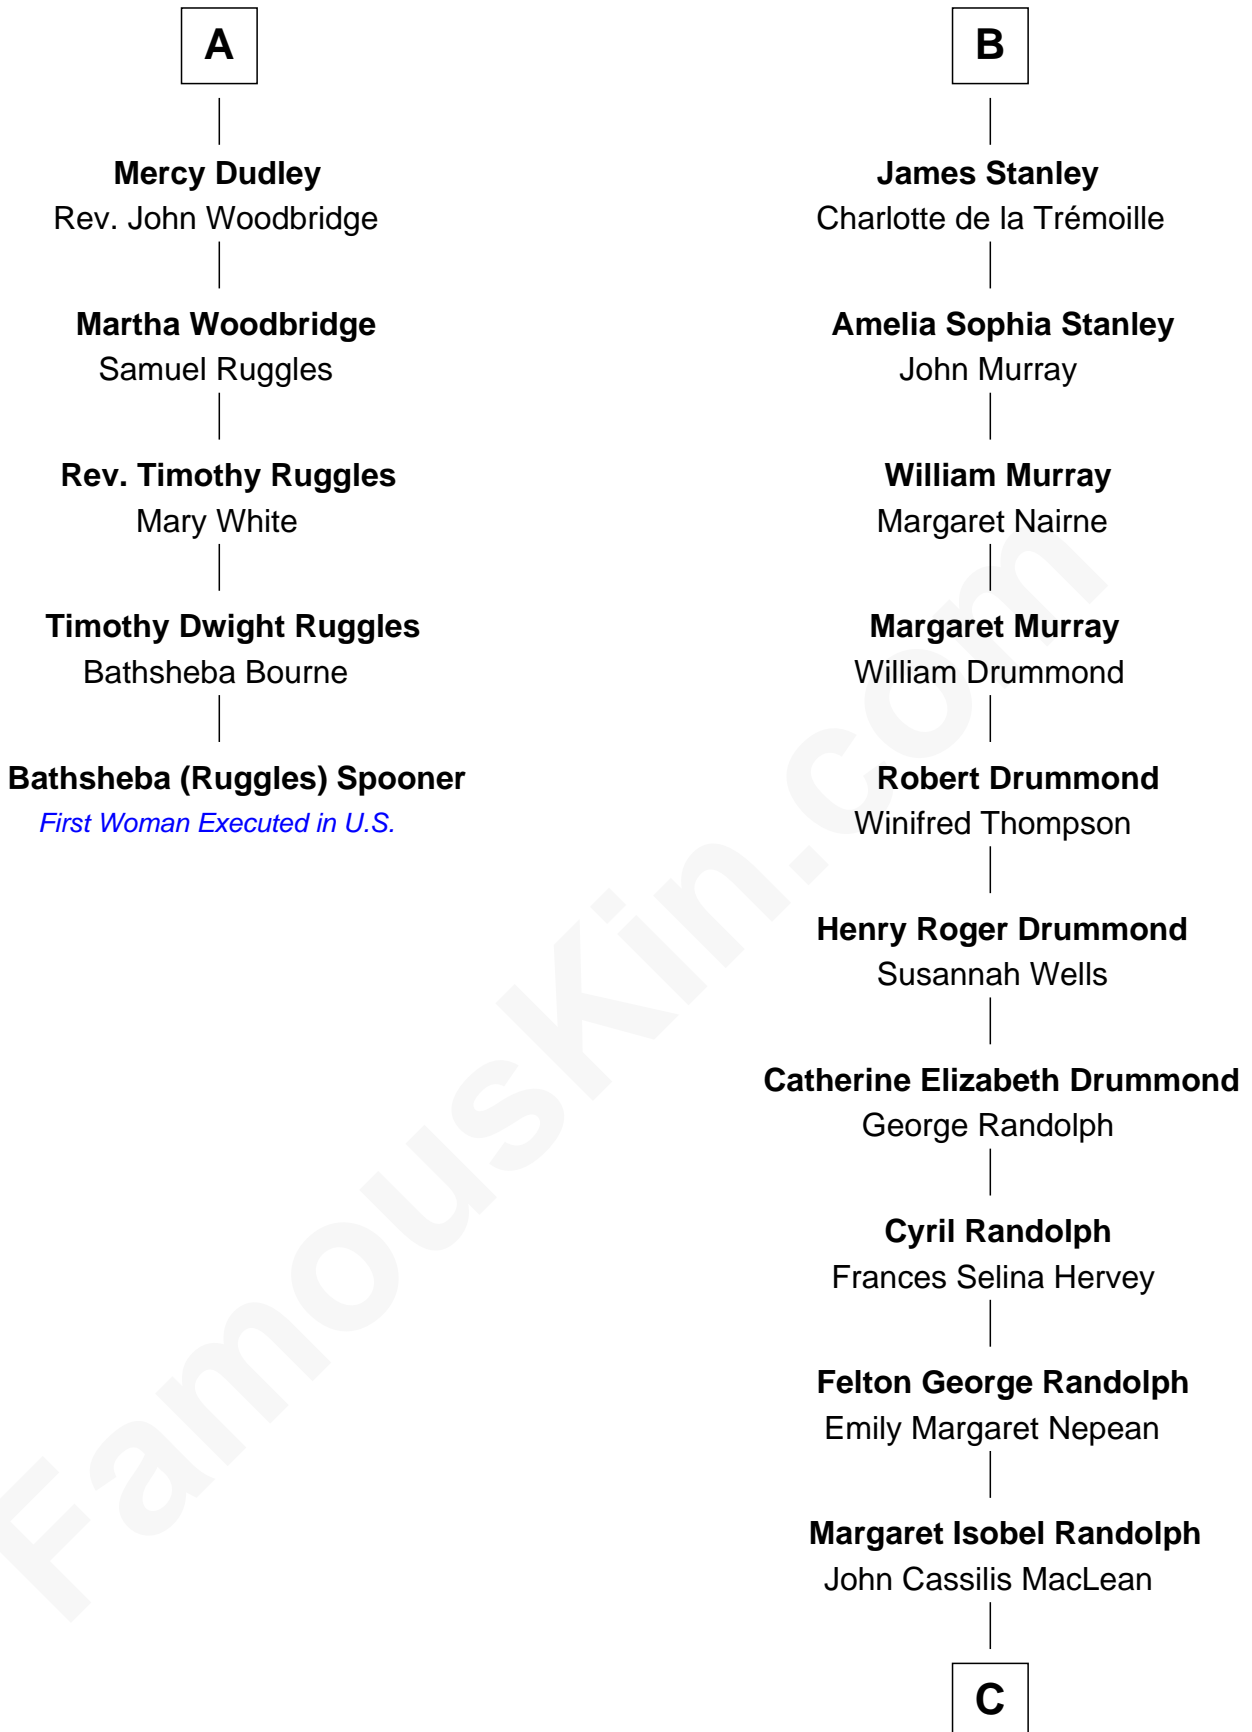 A
Mercy Dudley
Rev. John Woodbridge
Martha Woodbridge
Samuel Ruggles
Rev. Timothy Ruggles
Mary White
Timothy Dwight Ruggles
Bathsheba Bourne
Bathsheba (Ruggles) Spooner
First Woman Executed in U.S.
B
James Stanley
Charlotte de la Trémoille
Amelia Sophia Stanley
John Murray
William Murray
Margaret Nairne
Margaret Murray
William Drummond
Robert Drummond
Winifred Thompson
Henry Roger Drummond
Susannah Wells
Catherine Elizabeth Drummond
George Randolph
Cyril Randolph
Frances Selina Hervey
Felton George Randolph
Emily Margaret Nepean
Margaret Isobel Randolph
John Cassilis MacLean
C
FamousKin.com